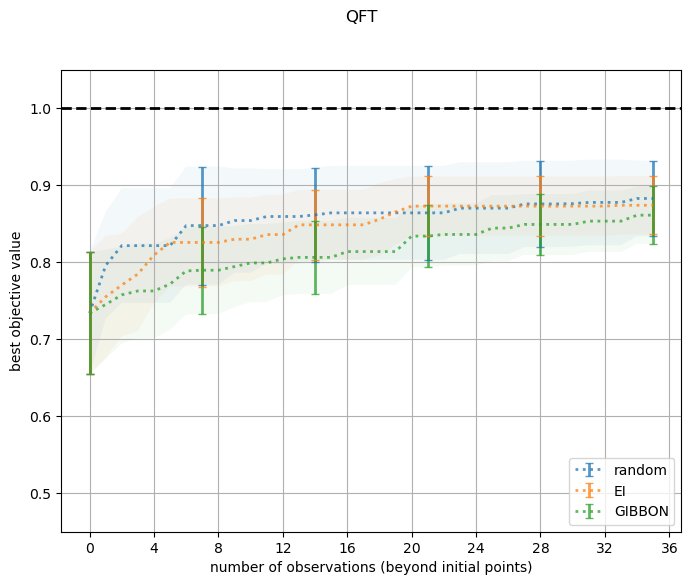 QFT
best objective value
1.0
0.9
0.8
0.7
0.6
0.5
0 4 8 12 16 20 24 28 32 36
number of observations (beyond initial points)
random
EI
GIBBON